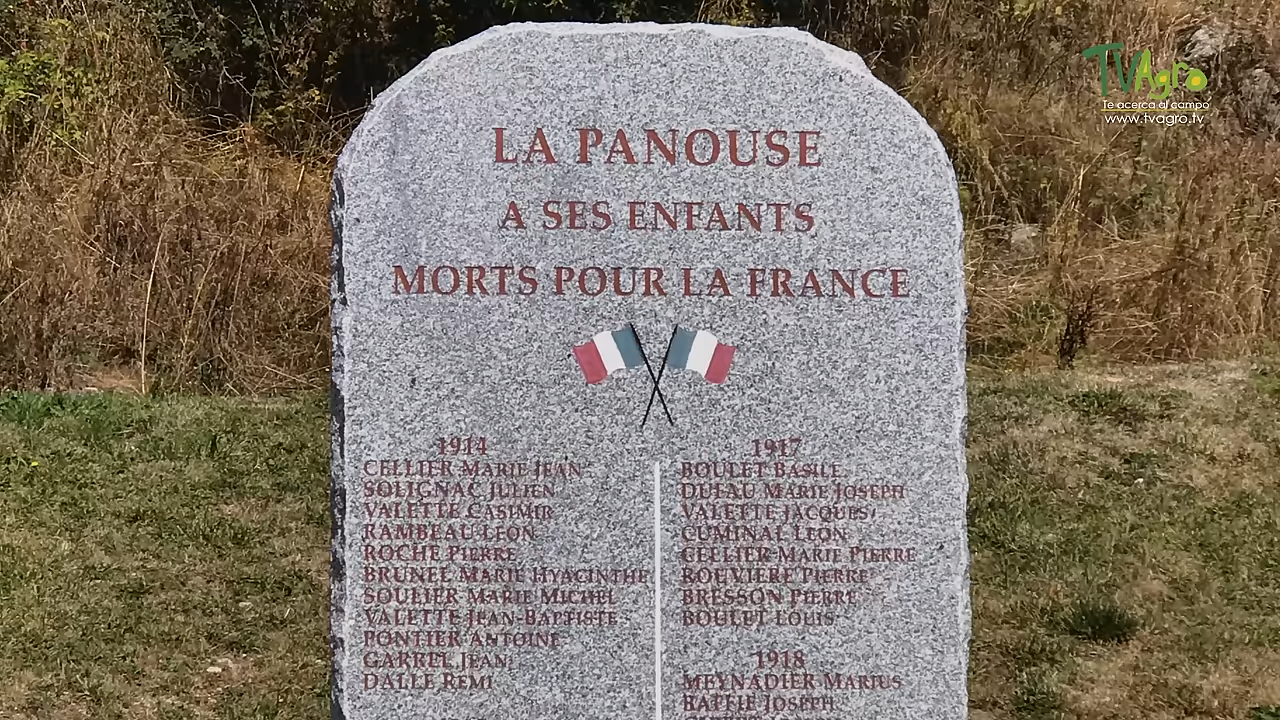 TVAgro
Te acerca al campo
www.tvagro.tv
LA PANOUSE
A SES ENFANTS
MORTS POUR LA FRANCE
1914
CELLIER MARIE JEAN
SOLIGNAC JULIEN
VALETTE CASIMIR
RAMBEAU LEON
ROCHE PIERRE
BRUNEL MARIE HYACINTHE
SOULIER MARIE MICHEL
VALETTE JEAN-BAPTISTE
PONTIER ANTOINE
GARREL JEAN
DALLE REMI
1917
BOULET BASILE
DUFAU MARIE JOSEPH
VALETTE JACQUES
CUMINAL LEON
CELLIER MARIE PIERRE
ROUVIERE PIERRE
BRESSON PIERRE
BOULET LOUIS
1918
MEYNADIER MARIUS
BATFIE JOSEPH